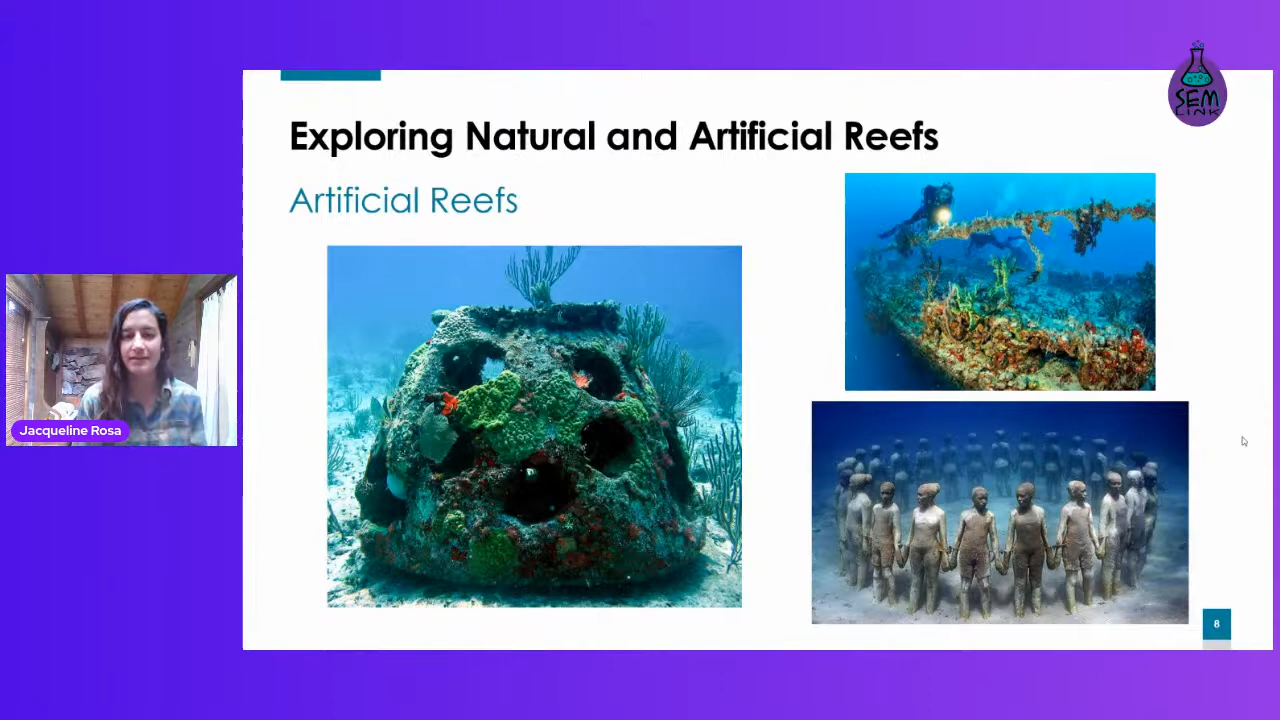 SEM
LINK
Exploring Natural and Artificial Reefs
Artificial Reefs
Jacqueline Rosa
8